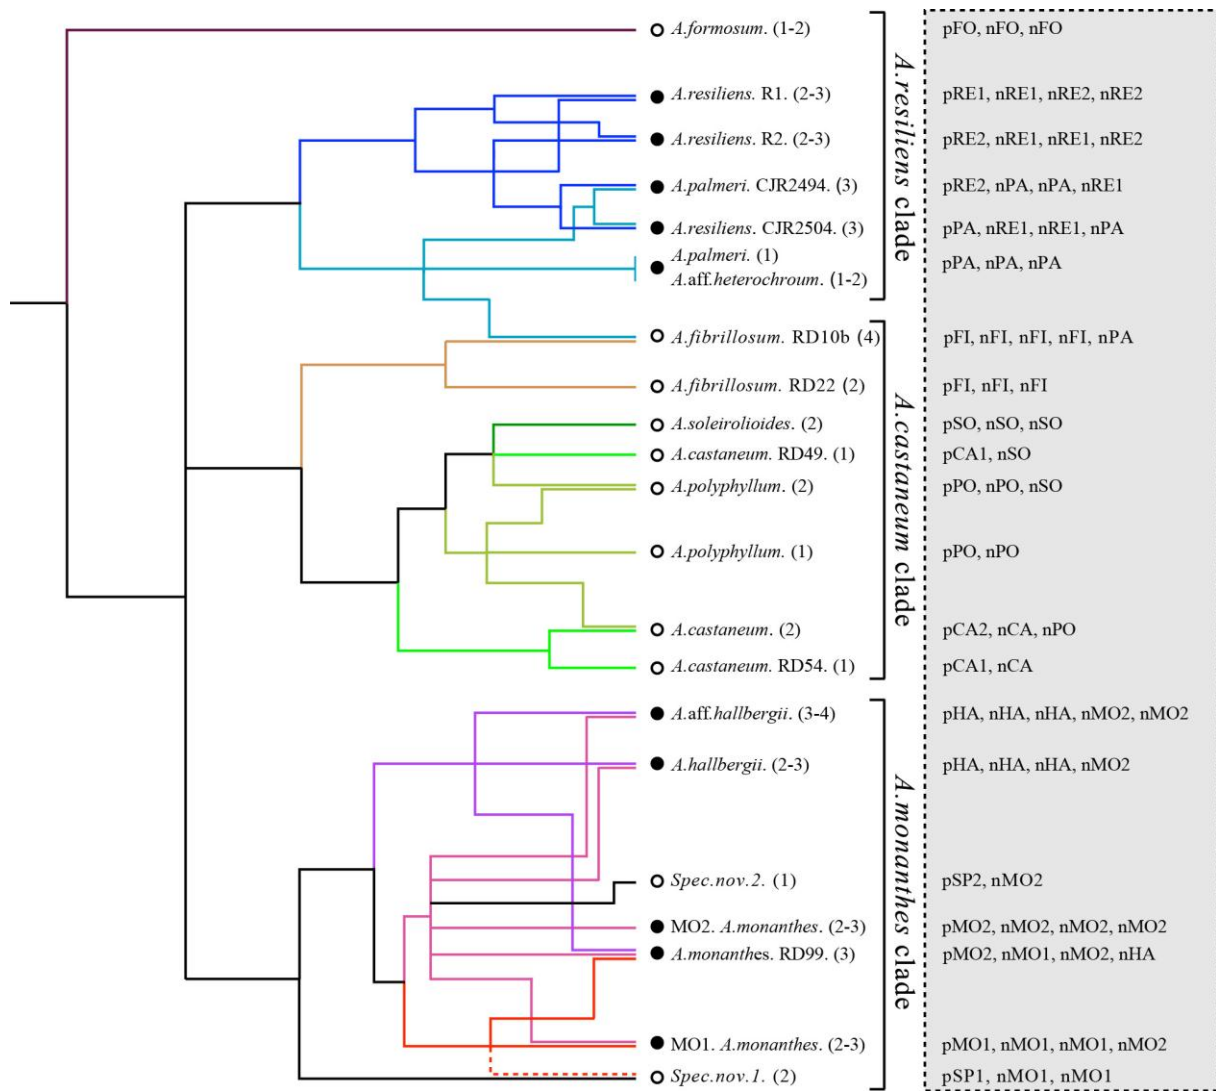 A.formosum. (1-2) pFO, nFO, nFO
A.resiliens. R1. (2-3) pRE1, nRE1, nRE2, nRE2
A.resiliens. R2. (2-3) pRE2, nRE1, nRE1, nRE2
A.palmeri. CJR2494. (3) pRE2, nPA, nPA, nRE1
A.resiliens. CJR2504. (3) pPA, nRE1, nRE1, nPA
A.palmeri. (1) pPA, nPA, nPA
A.aff.heterochroum. (1-2)
A.resiliens clade
A.fibrillosum. RD10b (4) pFI, nFI, nFI, nFI, nPA
A.fibrillosum. RD22 (2) pFI, nFI, nFI
A.soleirolioides. (2) pSO, nSO, nSO
A.castaneum. RD49. (1) pCA1, nSO
A.polyphyllum. (2) pPO, nPO, nSO
A.polyphyllum. (1) pPO, nPO
A.castaneum. (2) pCA2, nCA, nPO
A.castaneum. RD54. (1) pCA1, nCA
A.castaneum clade
A.aff.hallbergii. (3-4) pHA, nHA, nHA, nMO2, nMO2
A.hallbergii. (2-3) pHA, nHA, nHA, nMO2
Spec.nov.2. (1) pSP2, nMO2
MO2. A.monanthes. (2-3) pMO2, nMO2, nMO2, nMO2
A.monanthes. RD99. (3) pMO2, nMO1, nMO2, nHA
MO1. A.monanthes. (2-3) pMO1, nMO1, nMO1, nMO2
Spec.nov.1. (2) pSP1, nMO1, nMO1
A.monanthes clade